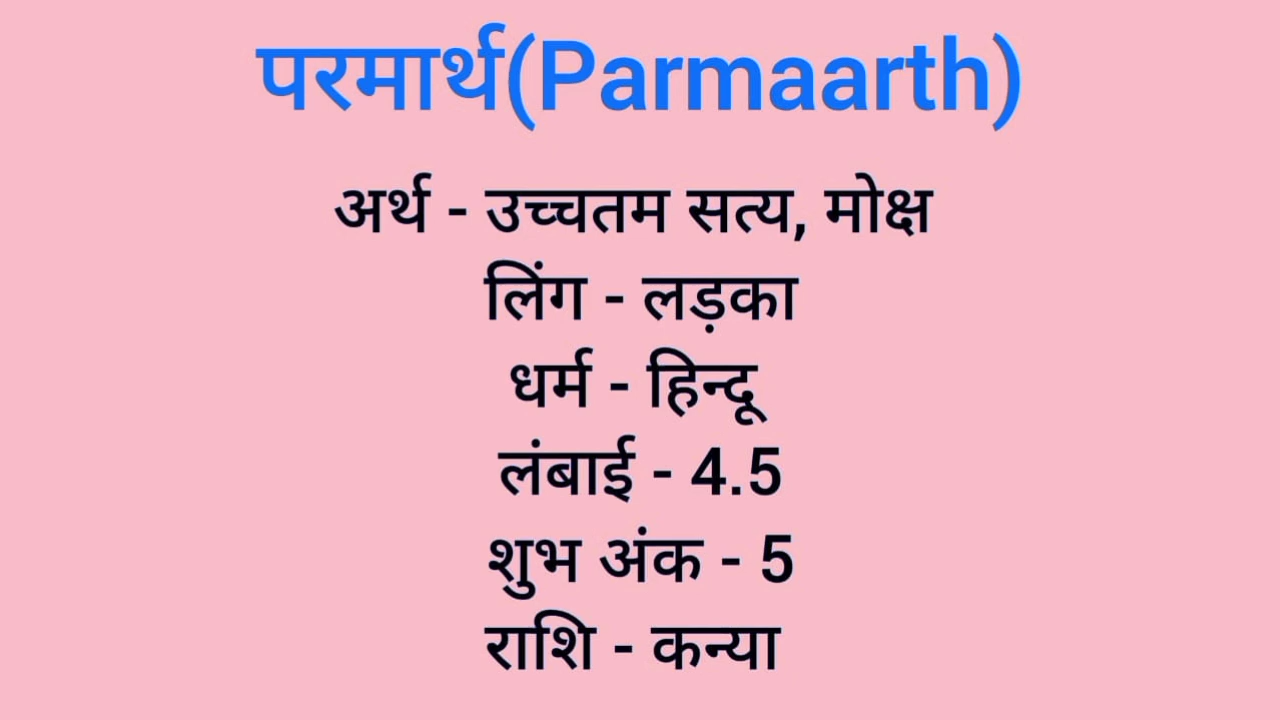 परमार्थ(Parmaarth)
अर्थ - उच्चतम सत्य, मोक्ष
लिंग - लड़का
धर्म - हिन्दू
लंबाई - 4.5
शुभ अंक - 5
राशि - कन्या